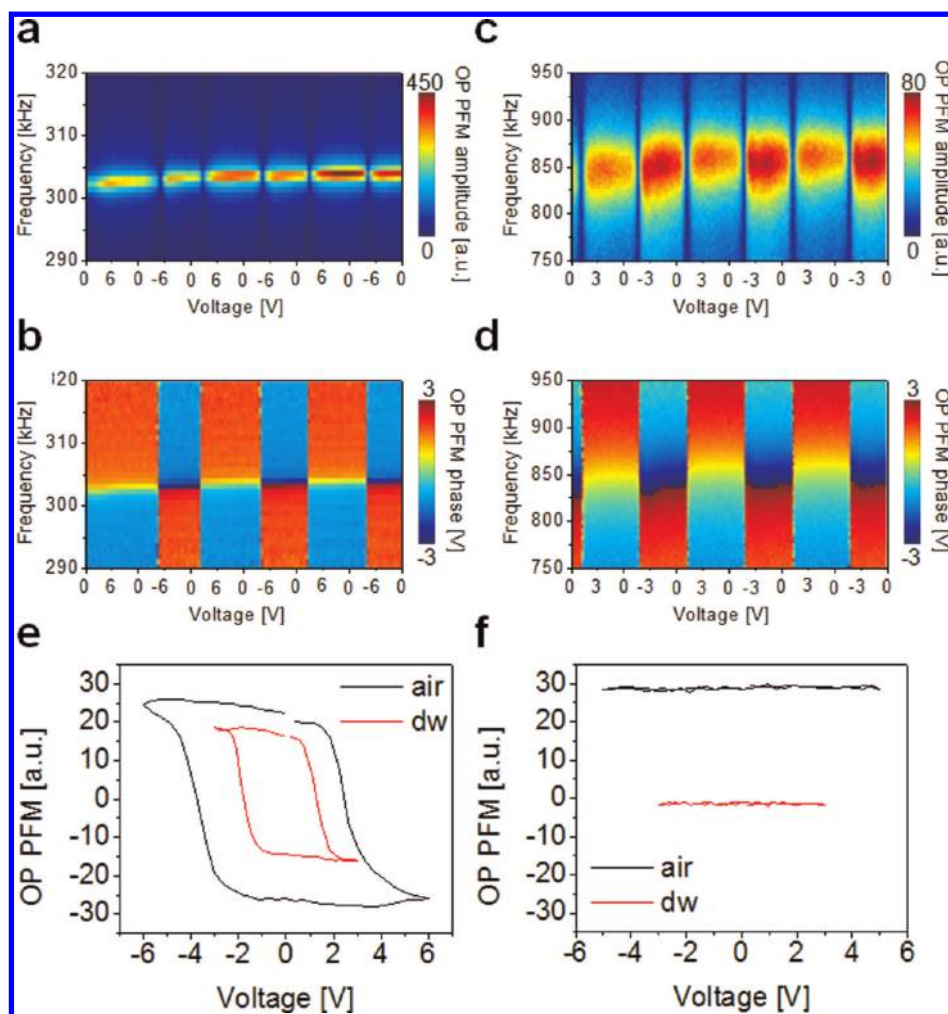 a
320
310
300
290
Frequency [kHz]
0 6 0 -6 0 6 0 -6 0 6 0 -6 0
Voltage [V]
450
0
OP PFM amplitude [a.u.]
c
950
900
850
800
750
Frequency [kHz]
0 3 0 -3 0 3 0 -3 0 3 0 -3 0
Voltage [V]
80
0
OP PFM amplitude [a.u.]
b
310
300
290
Frequency [kHz]
0 6 0 -6 0 6 0 -6 0 6 0 -6 0
Voltage [V]
3
-3
OP PFM phase [V]
d
950
900
850
800
750
Frequency [kHz]
0 3 0 -3 0 3 0 -3 0 3 0 -3 0
Voltage [V]
3
-3
OP PFM phase [V]
e
30
20
10
0
-10
-20
-30
OP PFM [a.u.]
air
dw
-6 -4 -2 0 2 4 6
Voltage [V]
f
30
20
10
0
-10
-20
-30
OP PFM [a.u.]
air
dw
-6 -4 -2 0 2 4 6
Voltage [V]